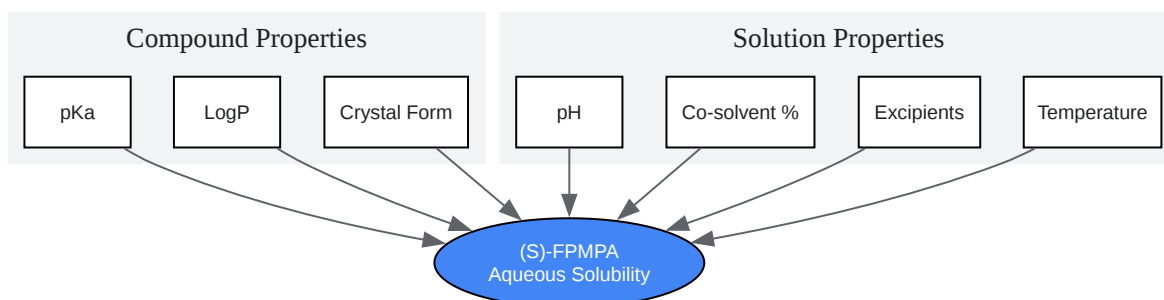 Compound Properties
Solution Properties
pKa
LogP
Crystal Form
pH
Co-solvent %
Excipients
Temperature
(S)-FPMPA
Aqueous Solubility